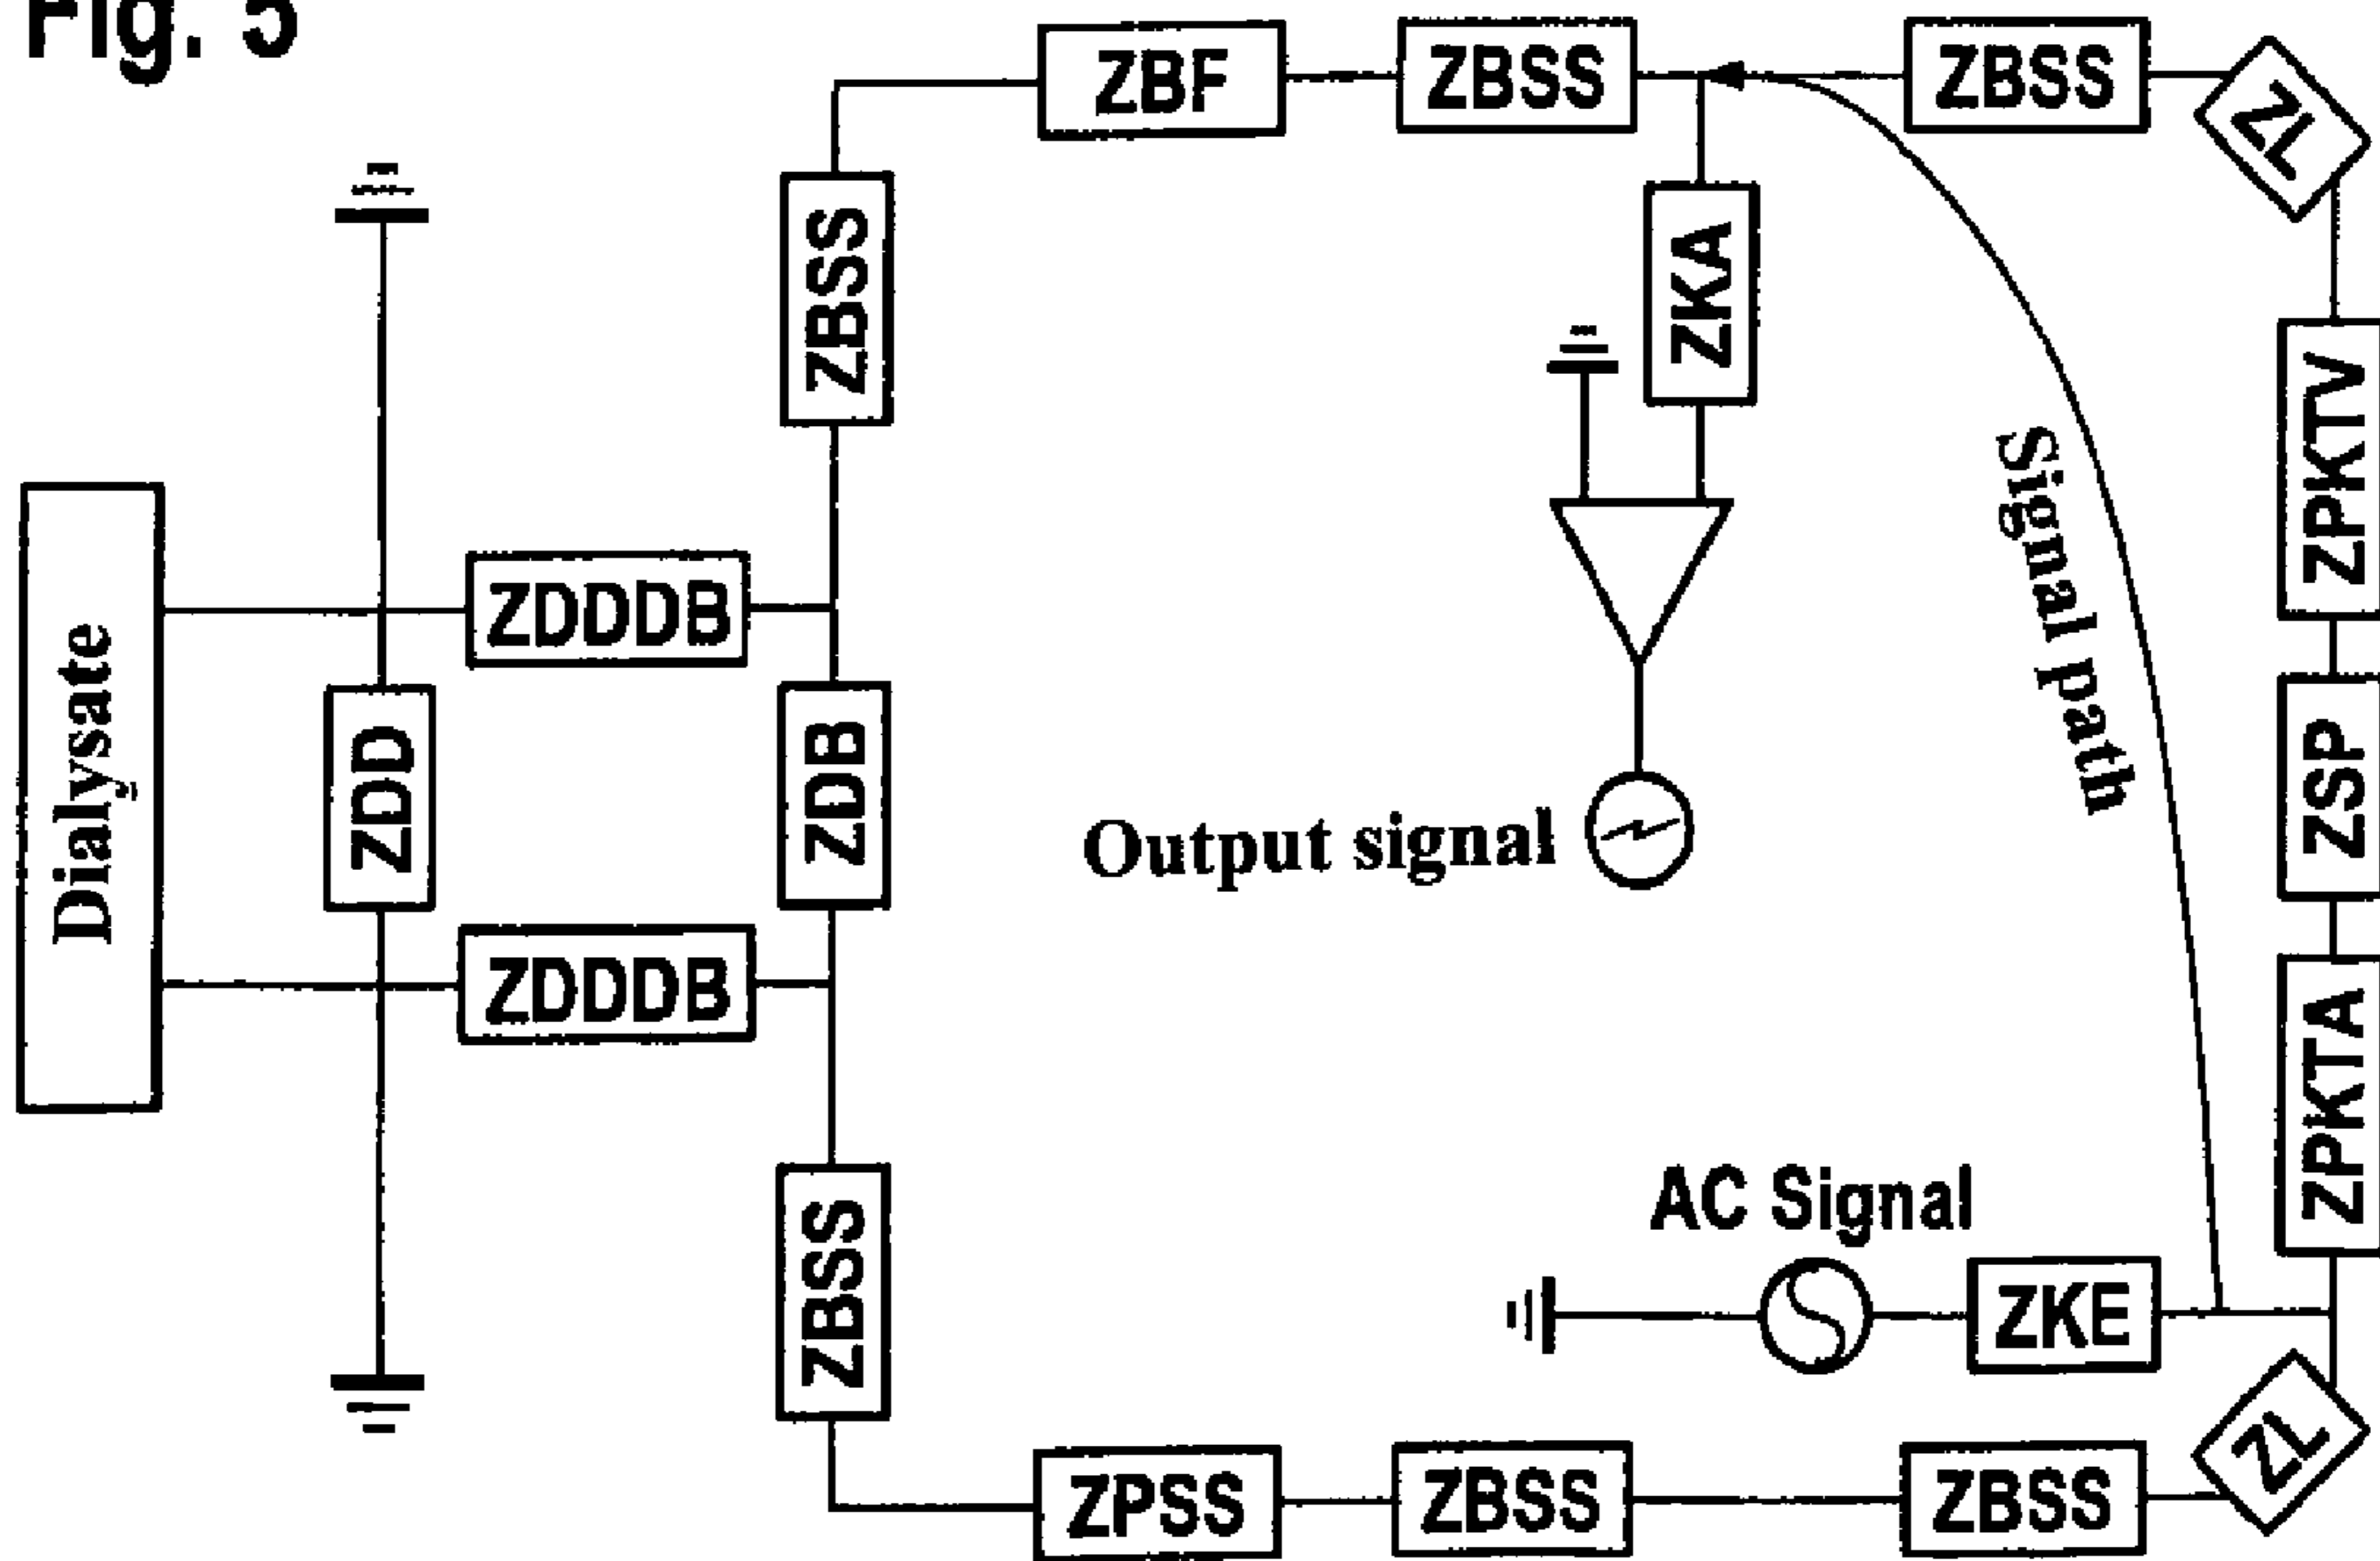 Fig. 5
ZBF
ZBSS
ZBSS
ZL
ZBSS
ZKA
ZPKTV
Signal path
Dialysate
ZDDDB
ZDD
ZDB
ZSP
Output signal
ZDDDB
ZPKTA
ZBSS
AC Signal
ZKE
ZL
ZPSS
ZBSS
ZBSS